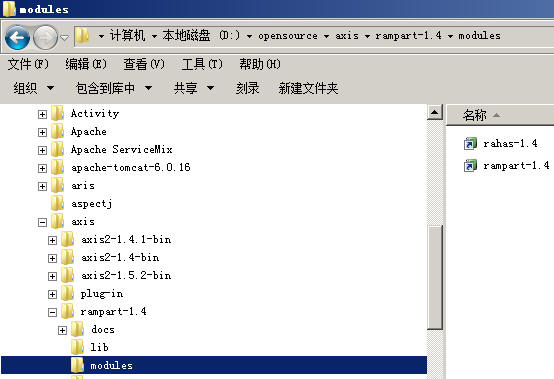 modules
计算机 本地磁盘 (D:) opensource axis rampart-1.4 modules
文件(F) 编辑(E) 查看(V) 工具(T) 帮助(H)
组织 包含到库中 共享 刻录 新建文件夹
Activity
Apache
Apache ServiceMix
apache-tomcat-6.0.16
aris
aspectj
axis
axis2-1.4.1-bin
axis2-1.4-bin
axis2-1.5.2-bin
plug-in
rampart-1.4
docs
lib
modules
名称
rahas-1.4
rampart-1.4